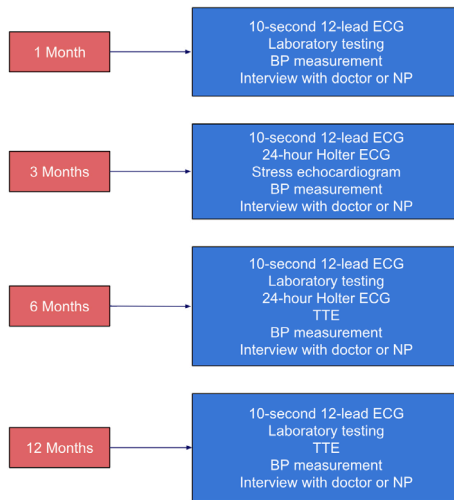 1 Month
10-second 12-lead ECG
Laboratory testing
BP measurement
Interview with doctor or NP
3 Months
10-second 12-lead ECG
24-hour Holter ECG
Stress echocardiogram
BP measurement
Interview with doctor or NP
6 Months
10-second 12-lead ECG
Laboratory testing
24-hour Holter ECG
TTE
BP measurement
Interview with doctor or NP
12 Months
10-second 12-lead ECG
Laboratory testing
TTE
BP measurement
Interview with doctor or NP